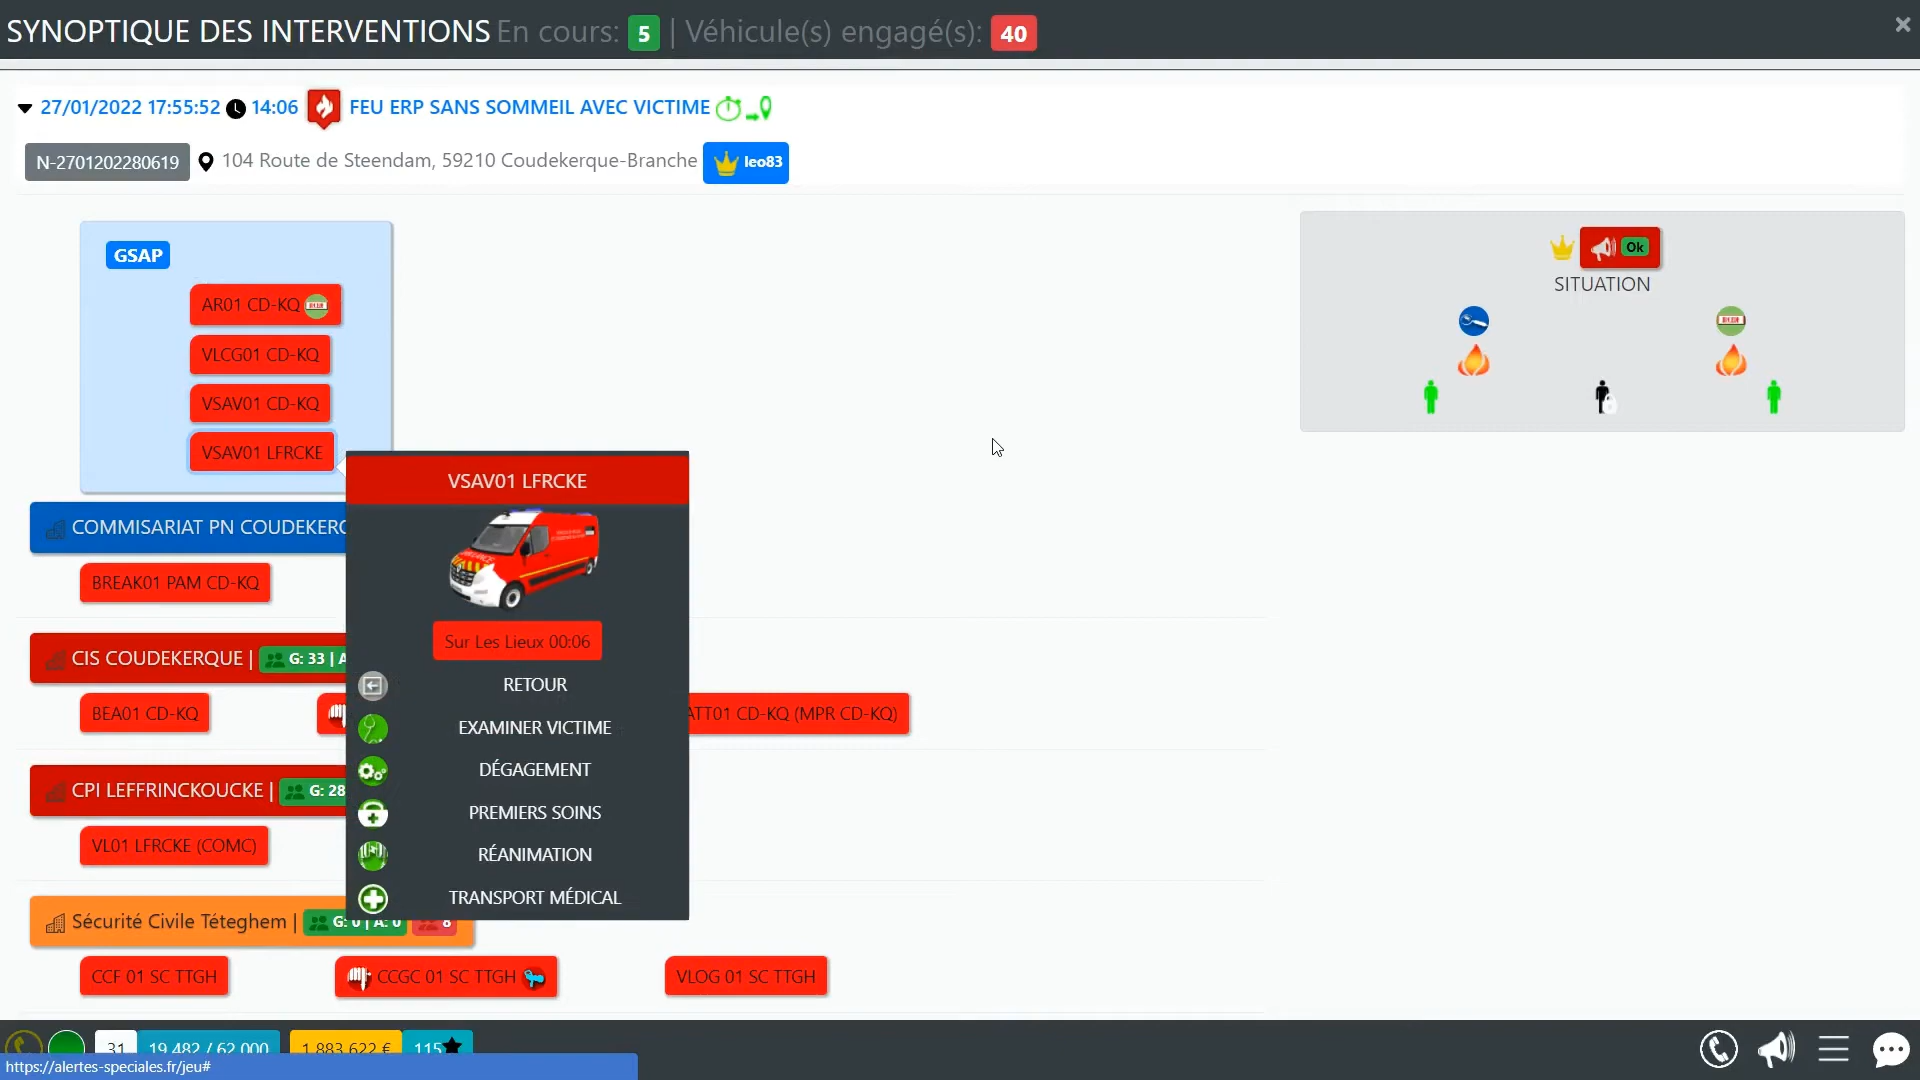 SYNOPTIQUE DES INTERVENTIONS En cours: 5 | Véhicule(s) engagé(s): 40
27/01/2022 17:55:52 14:06 FEU ERP SANS SOMMEIL AVEC VICTIME
N-2701202280619 104 Route de Steendam, 59210 Coudekerque-Branche leo83
GSAP
AR01 CD-KQ
VLCG01 CD-KQ
VSAV01 CD-KQ
VSAV01 LFRCKE
Ok
SITUATION
VSAV01 LFRCKE
Sur Les Lieux 00:06
RETOUR
EXAMINER VICTIME
DÉGAGEMENT
PREMIERS SOINS
RÉANIMATION
TRANSPORT MÉDICAL
COMMISARIAT PN COUDEKERQ
BREAK01 PAM CD-KQ
CIS COUDEKERQUE | G: 33 | A
BEA01 CD-KQ
ATT01 CD-KQ (MPR CD-KQ)
CPI LEFFRINCKOUCKE | G: 28
VL01 LFRCKE (COMC)
Sécurité Civile Téteghem | G: 0 | A: 0 8
CCF 01 SC TTGH
CCGC 01 SC TTGH
VLOG 01 SC TTGH
31 19 482 / 62 000 1 883 622 € 115
https://alertes-speciales.fr/jeu#